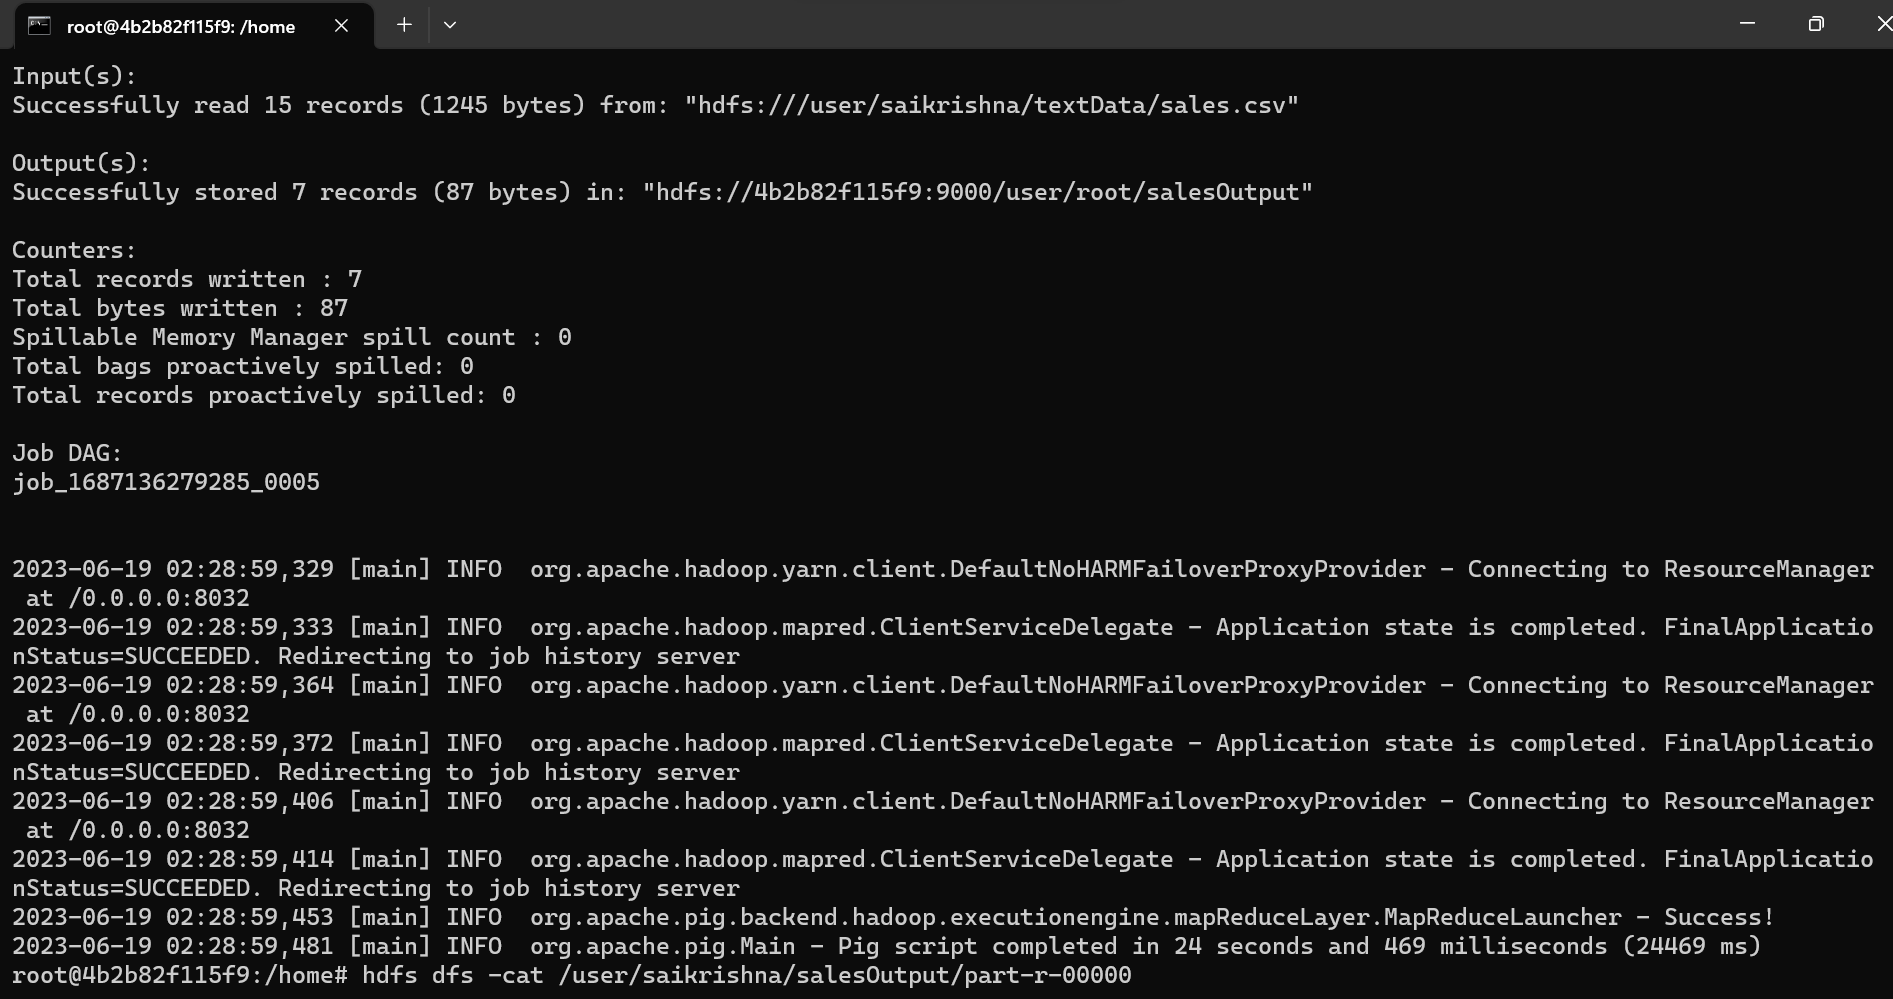 root@4b2b82f115f9: /home
Input(s):
Successfully read 15 records (1245 bytes) from: "hdfs:///user/saikrishna/textData/sales.csv"
Output(s):
Successfully stored 7 records (87 bytes) in: "hdfs://4b2b82f115f9:9000/user/root/salesOutput"
Counters:
Total records written : 7
Total bytes written : 87
Spillable Memory Manager spill count : 0
Total bags proactively spilled: 0
Total records proactively spilled: 0
Job DAG:
job_1687136279285_0005
2023-06-19 02:28:59,329 [main] INFO  org.apache.hadoop.yarn.client.DefaultNoHARMFailoverProxyProvider - Connecting to ResourceManager
 at /0.0.0.0:8032
2023-06-19 02:28:59,333 [main] INFO  org.apache.hadoop.mapred.ClientServiceDelegate - Application state is completed. FinalApplicatio
nStatus=SUCCEEDED. Redirecting to job history server
2023-06-19 02:28:59,364 [main] INFO  org.apache.hadoop.yarn.client.DefaultNoHARMFailoverProxyProvider - Connecting to ResourceManager
 at /0.0.0.0:8032
2023-06-19 02:28:59,372 [main] INFO  org.apache.hadoop.mapred.ClientServiceDelegate - Application state is completed. FinalApplicatio
nStatus=SUCCEEDED. Redirecting to job history server
2023-06-19 02:28:59,406 [main] INFO  org.apache.hadoop.yarn.client.DefaultNoHARMFailoverProxyProvider - Connecting to ResourceManager
 at /0.0.0.0:8032
2023-06-19 02:28:59,414 [main] INFO  org.apache.hadoop.mapred.ClientServiceDelegate - Application state is completed. FinalApplicatio
nStatus=SUCCEEDED. Redirecting to job history server
2023-06-19 02:28:59,453 [main] INFO  org.apache.pig.backend.hadoop.executionengine.mapReduceLayer.MapReduceLauncher - Success!
2023-06-19 02:28:59,481 [main] INFO  org.apache.pig.Main - Pig script completed in 24 seconds and 469 milliseconds (24469 ms)
root@4b2b82f115f9:/home# hdfs dfs -cat /user/saikrishna/salesOutput/part-r-00000